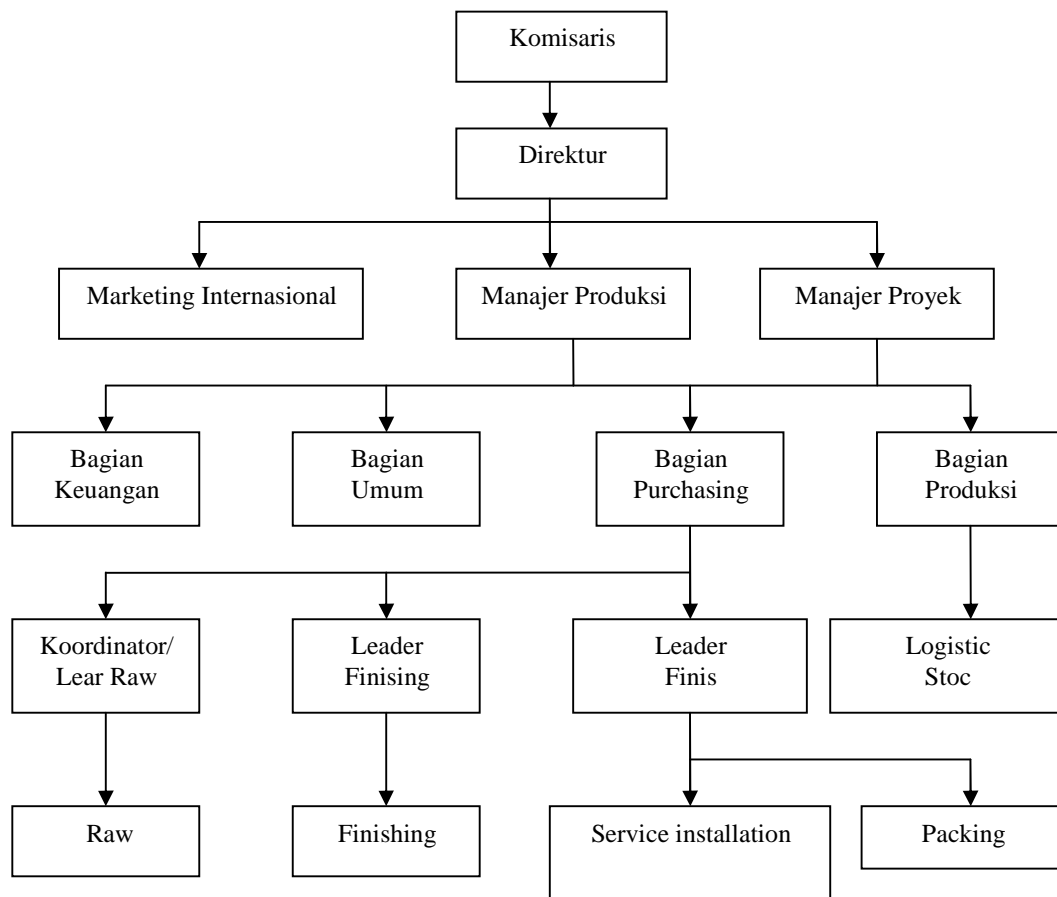 Komisaris
Direktur
Marketing Internasional
Manajer Produksi
Manajer Proyek
Bagian
Keuangan
Bagian
Umum
Bagian
Purchasing
Bagian
Produksi
Koordinator/
Lear Raw
Leader
Finising
Leader
Finis
Logistic
Stoc
Raw
Finishing
Service installation
Packing